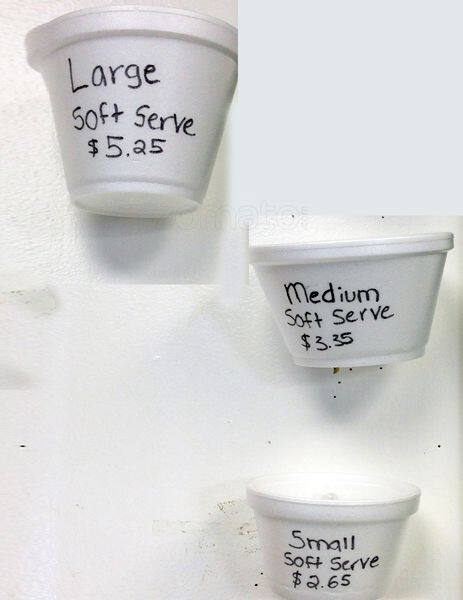 Large
Soft Serve
$5.25
Medium
Soft Serve
$3.35
Small
Soft Serve
$2.65